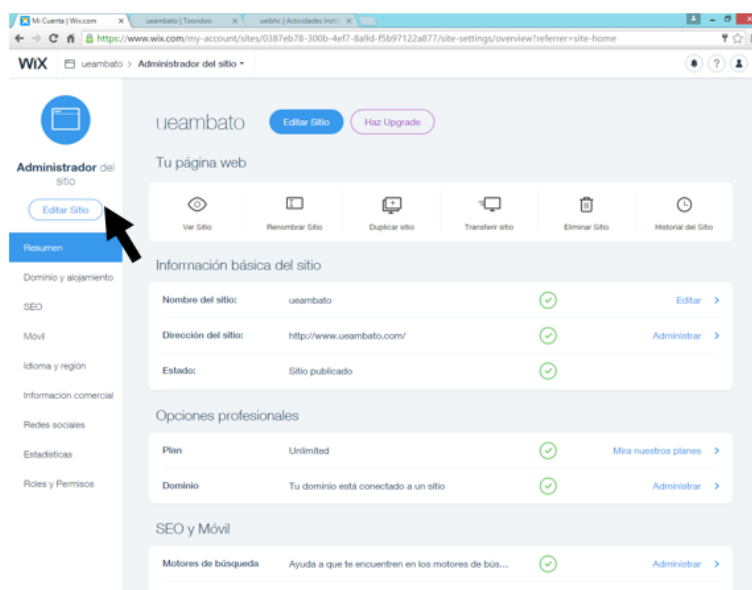 Mi Cuenta | Wix.com
ueambato | Toondoo
ueibhc | Actividades Insti
https://www.wix.com/my-account/sites/0387eb78-300b-4ef7-8a9d-f5b97122a877/site-settings/overview?referrer=site-home
WiX ueambato > Administrador del sitio
?
Administrador del
sitio
Editar Sitio
Resumen
Dominio y alojamiento
SEO
Móvil
Idioma y región
Información comercial
Redes sociales
Estadísticas
Roles y Permisos
ueambato Editar Sitio Haz Upgrade
Tu página web
Ver Sitio Renombrar Sitio Duplicar sitio Transferir sitio Eliminar Sitio Historial del Sitio
Información básica del sitio
Nombre del sitio: ueambato Editar >
Dirección del sitio: http://www.ueambato.com/ Administrar >
Estado: Sitio publicado
Opciones profesionales
Plan Unlimited Mira nuestros planes >
Dominio Tu dominio está conectado a un sitio Administrar >
SEO y Móvil
Motores de búsqueda Ayuda a que te encuentren en los motores de bús... Administrar >